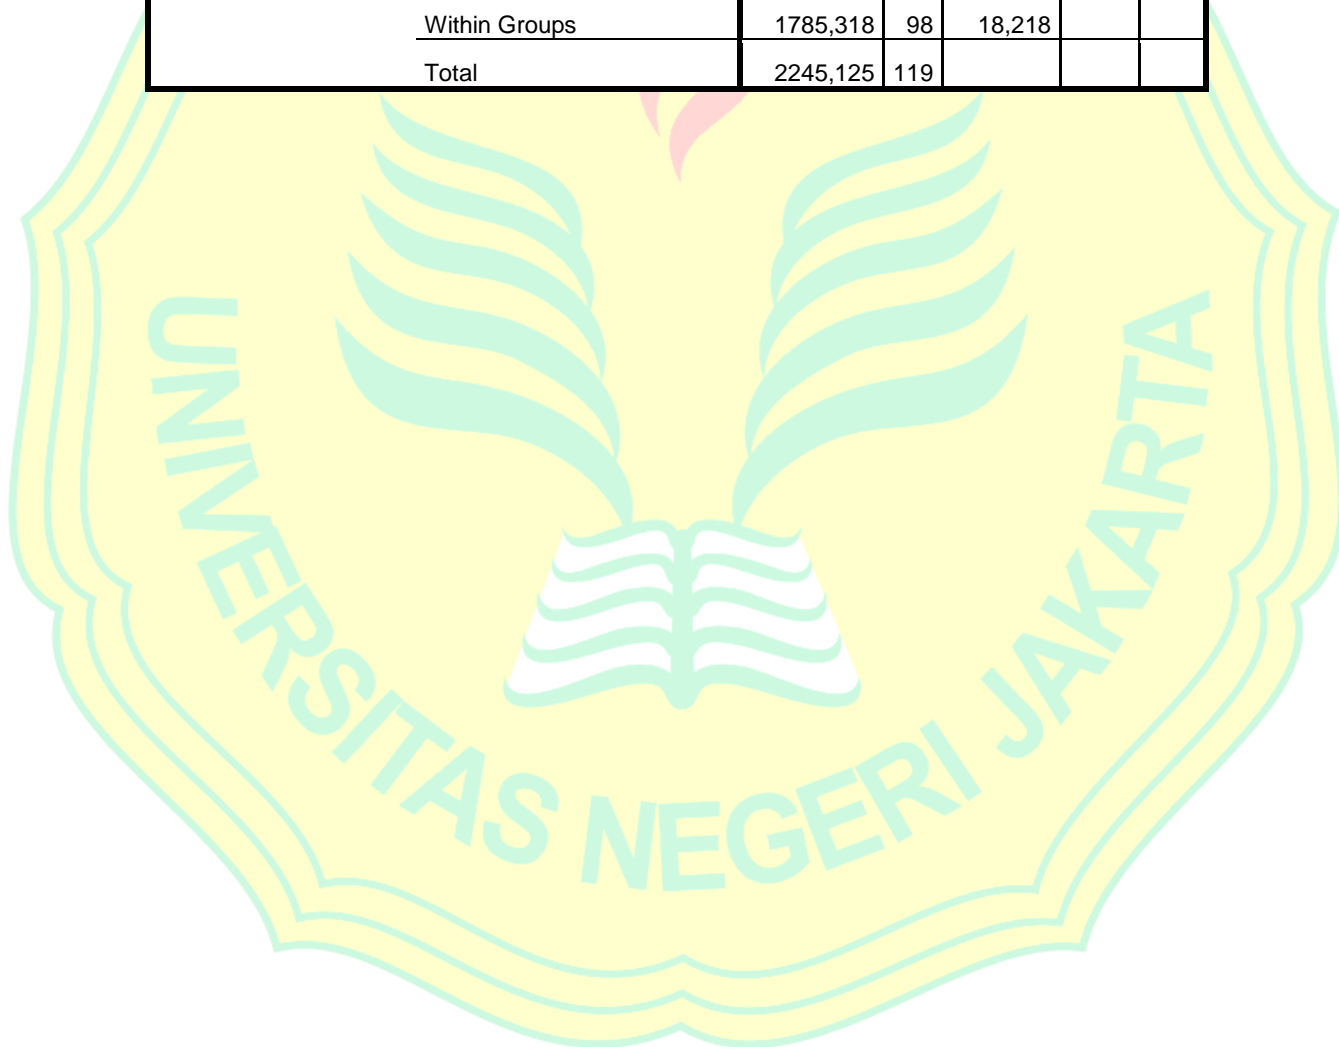 Within Groups 1785,318 98 18,218
Total 2245,125 119
UNIVERSITAS NEGERI JAKARTA